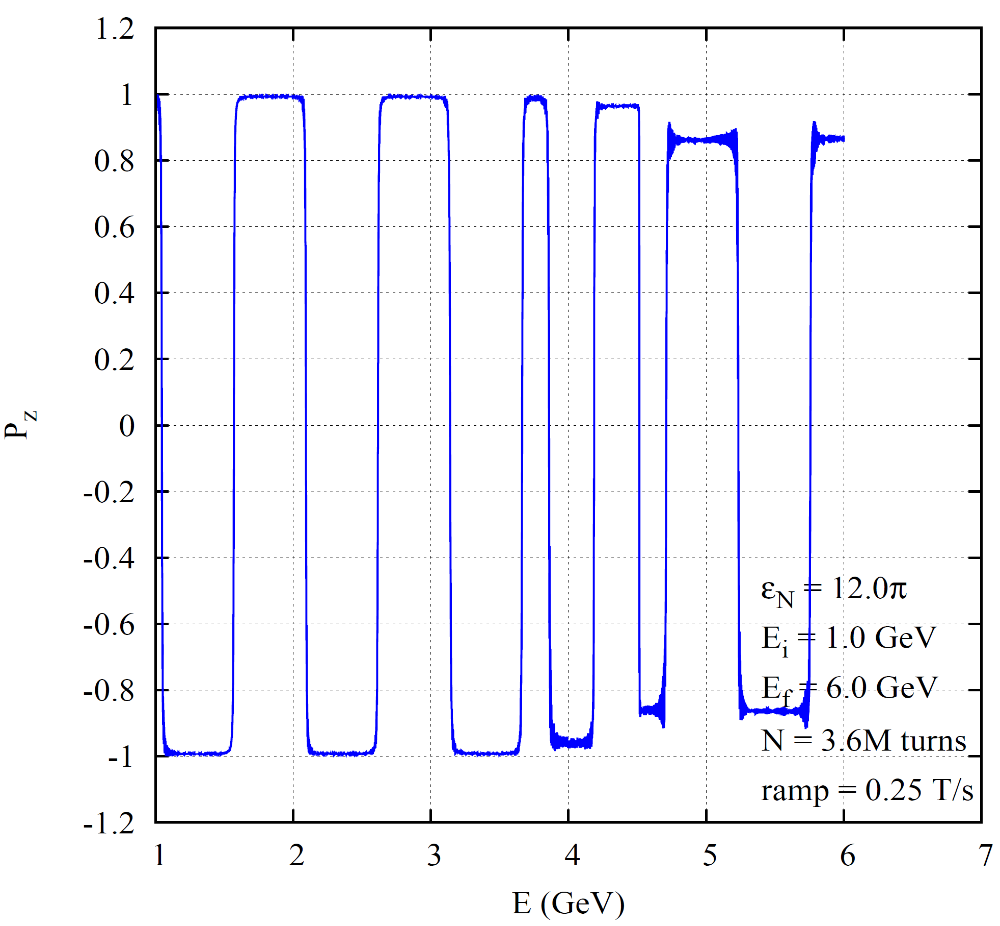 1.2
1
0.8
0.6
0.4
0.2
0
-0.2
-0.4
-0.6
-0.8
-1
-1.2
P_z
1 2 3 4 5 6 7
E (GeV)
ε_N = 12.0π
E_i = 1.0 GeV
E_f = 6.0 GeV
N = 3.6M turns
ramp = 0.25 T/s